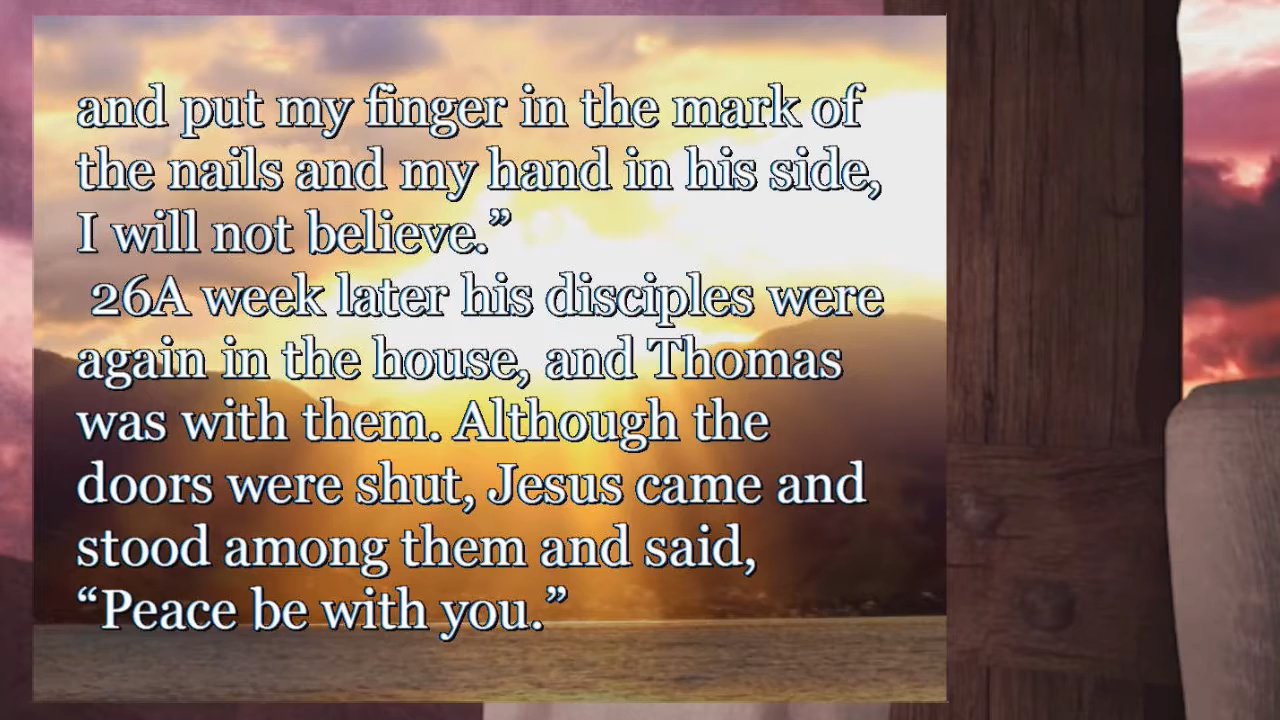 and put my finger in the mark of
the nails and my hand in his side,
I will not believe.”
26A week later his disciples were
again in the house, and Thomas
was with them. Although the
doors were shut, Jesus came and
stood among them and said,
“Peace be with you.”